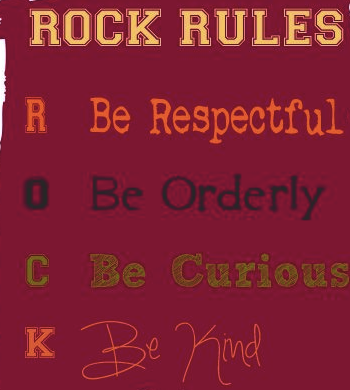 ROCK RULES
R Be Respectful
O Be Orderly
C Be Curious
K Be Kind